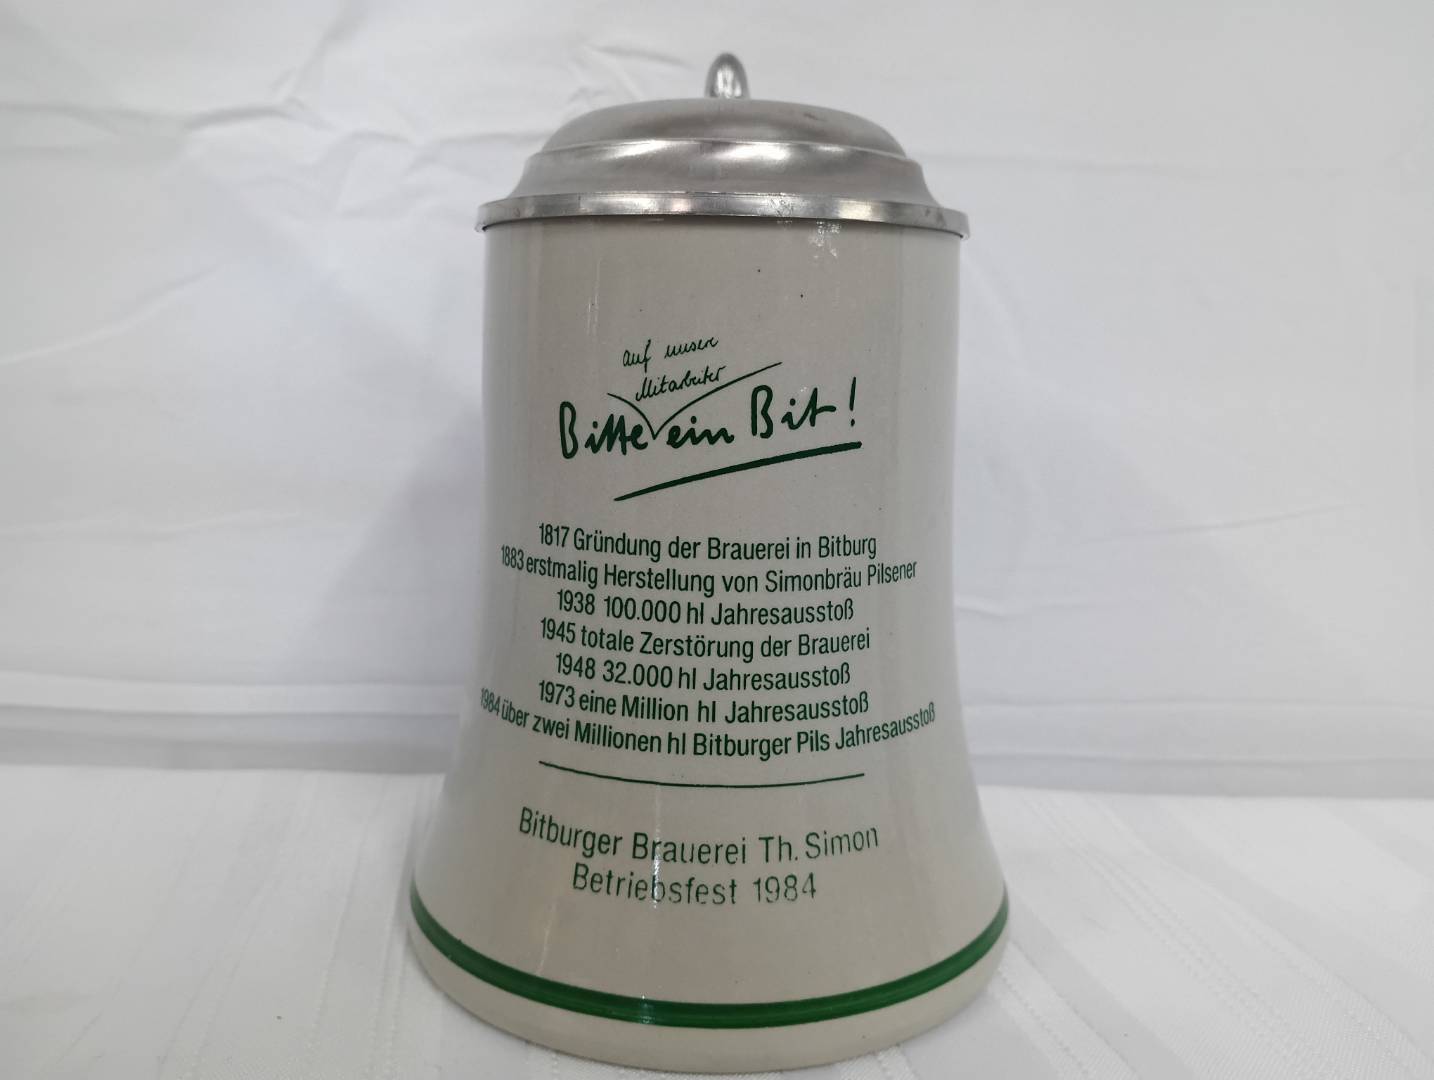 auf unsere
Mitarbeiter
Bitte ein Bit!
1817 Gründung der Brauerei in Bitburg
1883 erstmalig Herstellung von Simonbräu Pilsener
1938 100.000 hl Jahresausstoß
1945 totale Zerstörung der Brauerei
1948 32.000 hl Jahresausstoß
1973 eine Million hl Jahresausstoß
1984 über zwei Millionen hl Bitburger Pils Jahresausstoß
Bitburger Brauerei Th. Simon
Betriebsfest 1984